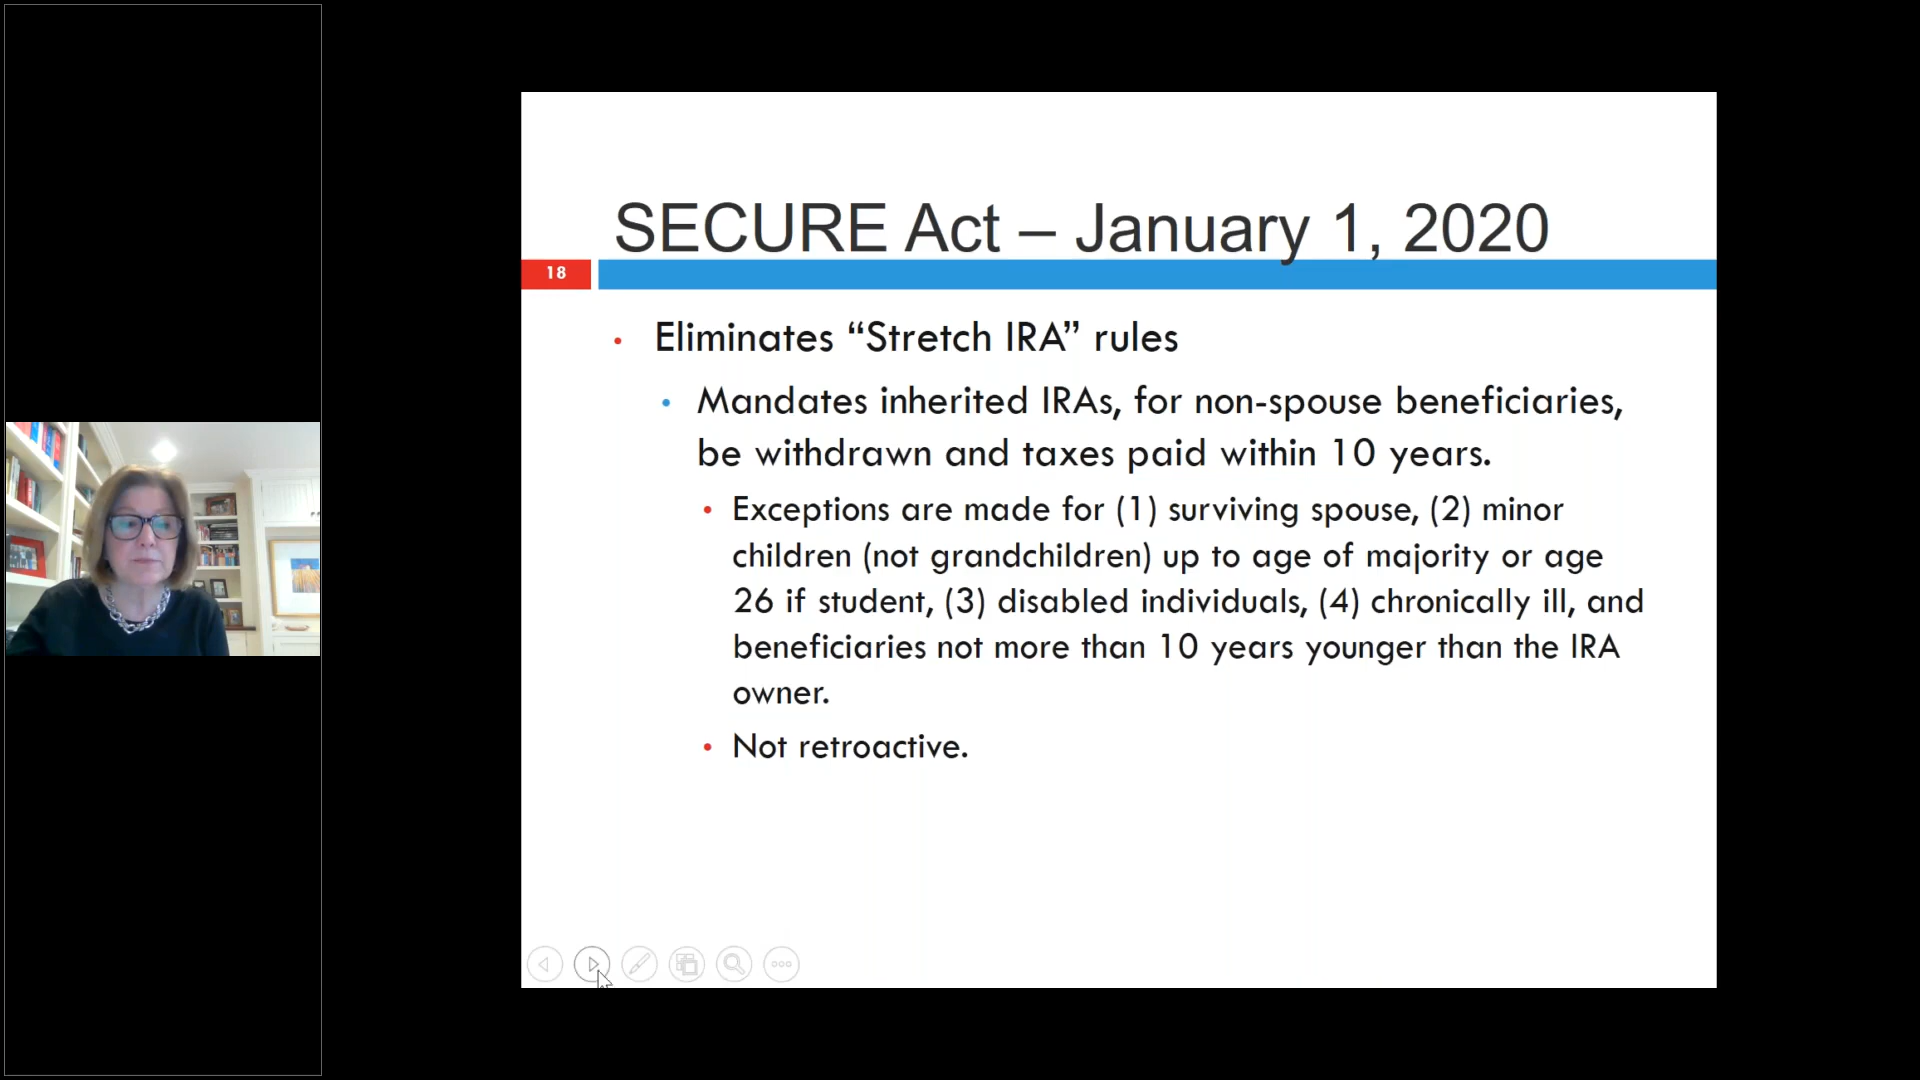 SECURE Act – January 1, 2020
18
• Eliminates “Stretch IRA” rules
• Mandates inherited IRAs, for non-spouse beneficiaries,
be withdrawn and taxes paid within 10 years.
• Exceptions are made for (1) surviving spouse, (2) minor
children (not grandchildren) up to age of majority or age
26 if student, (3) disabled individuals, (4) chronically ill, and
beneficiaries not more than 10 years younger than the IRA
owner.
• Not retroactive.